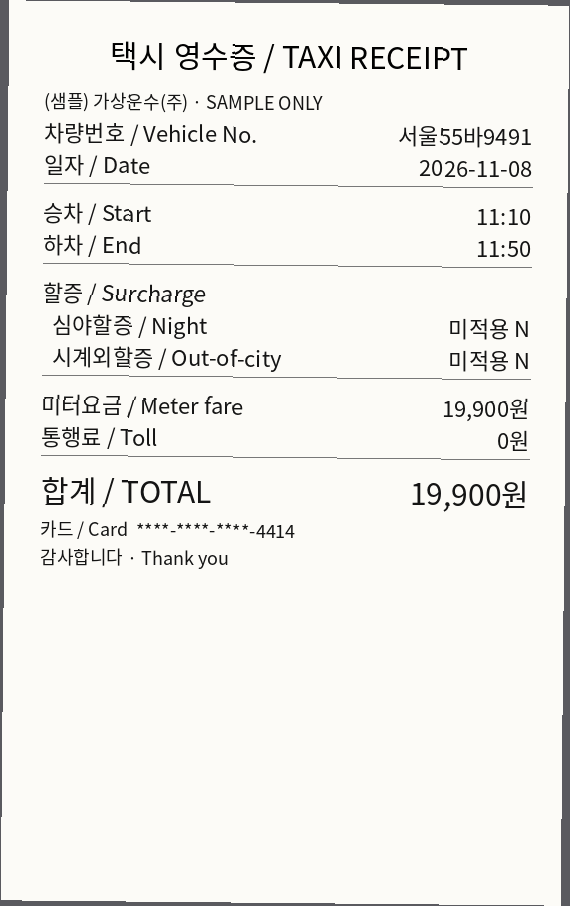 택시 영수증 / TAXI RECEIPT
(샘플) 가상운수(주) · SAMPLE ONLY
차량번호 / Vehicle No. 서울55바9491
일자 / Date 2026-11-08
승차 / Start 11:10
하차 / End 11:50
할증 / Surcharge
심야할증 / Night 미적용 N
시계외할증 / Out-of-city 미적용 N
미터요금 / Meter fare 19,900원
통행료 / Toll 0원
합계 / TOTAL 19,900원
카드 / Card ****-****-****-4414
감사합니다 · Thank you